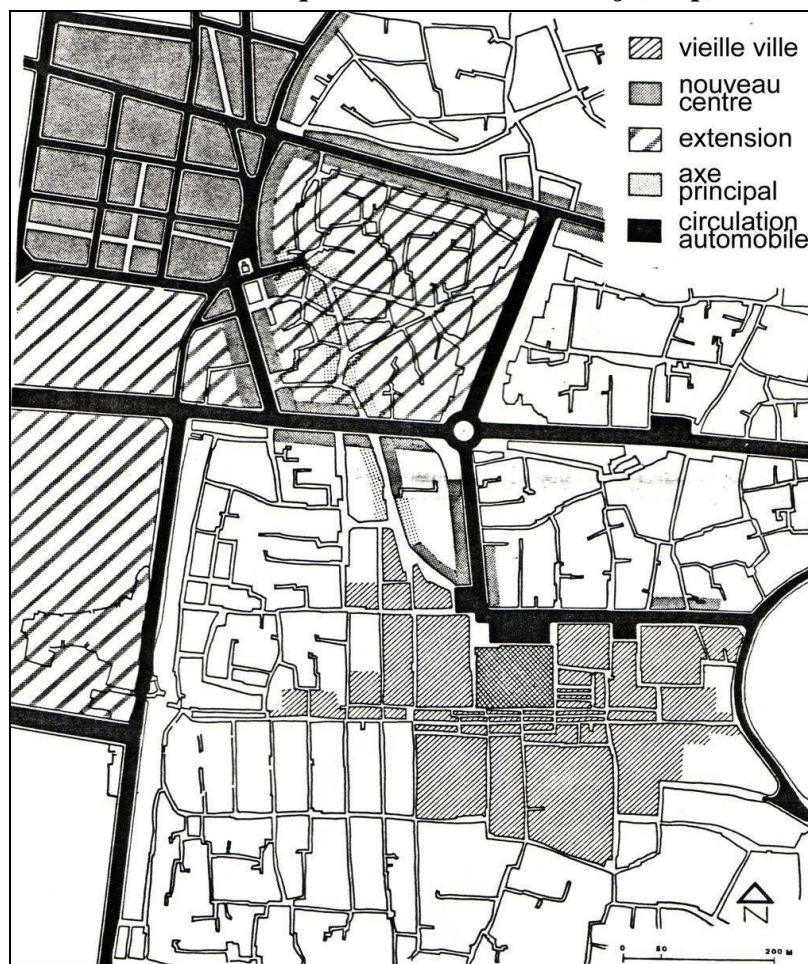 vieille ville
nouveau
centre
extension
axe
principal
circulation
automobile
N
0 50 200 M